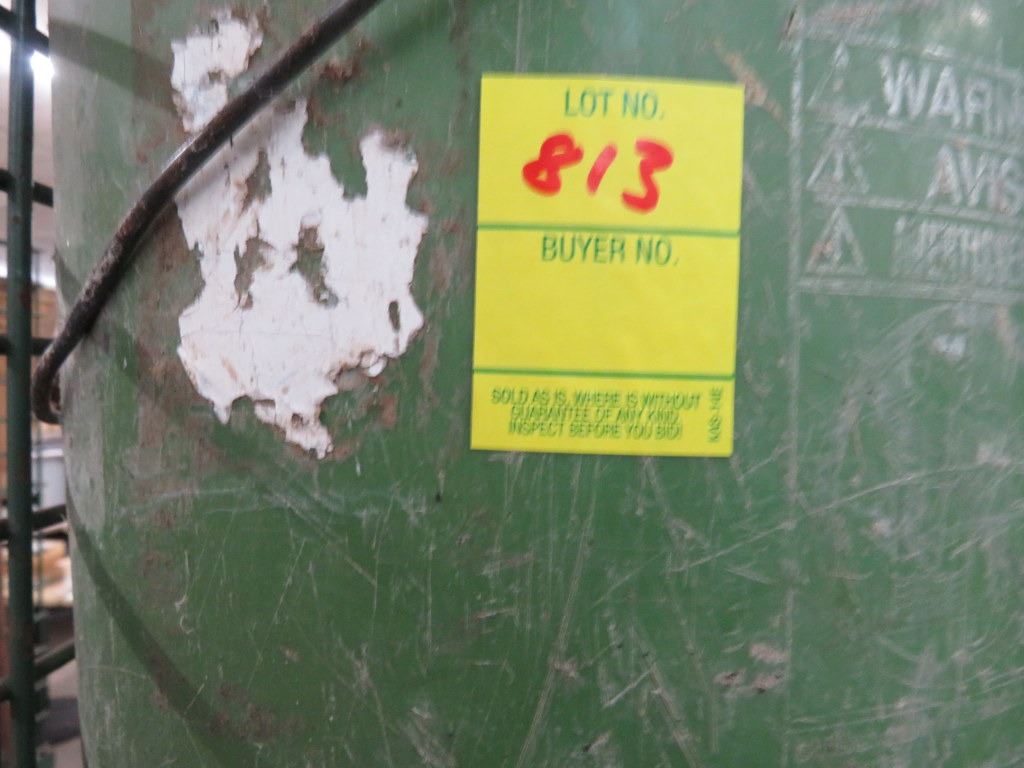 LOT NO.
813
BUYER NO.
SOLD AS IS, WHERE IS WITHOUT
GUARANTEE OF ANY KIND.
INSPECT BEFORE YOU BID!
WARN
AVIS